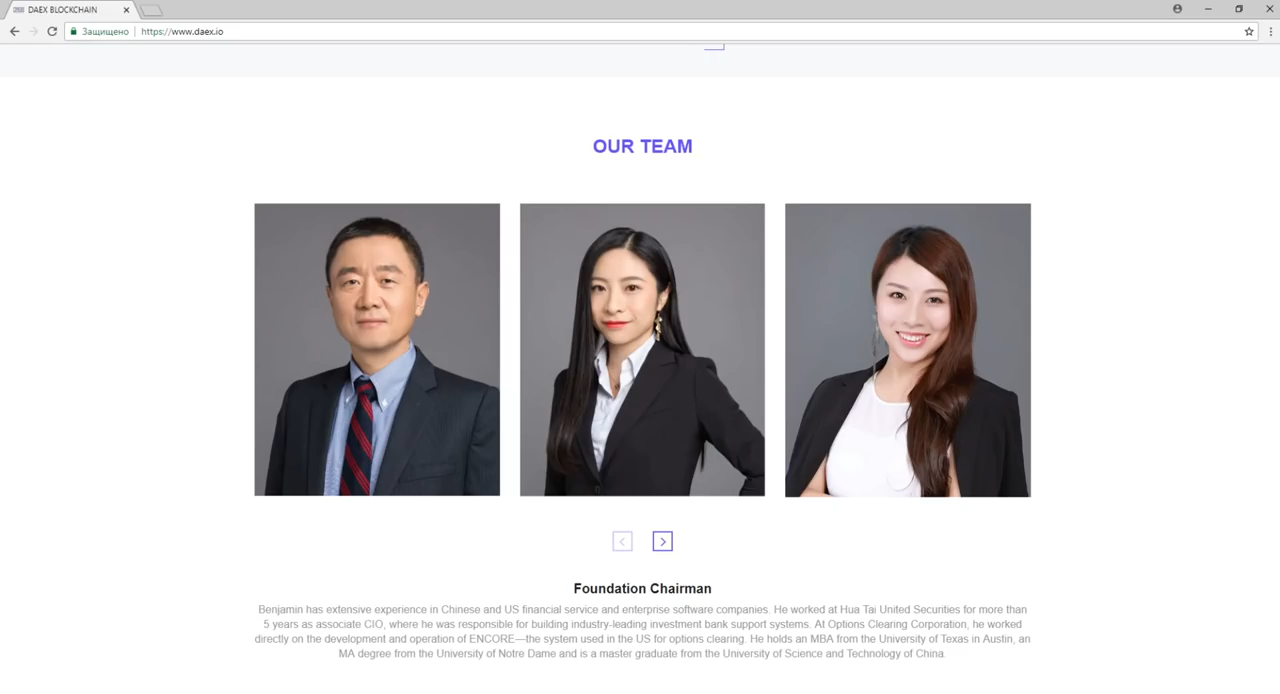 DAEX BLOCKCHAIN
Защищено https://www.daex.io
OUR TEAM
Foundation Chairman
Benjamin has extensive experience in Chinese and US financial service and enterprise software companies. He worked at Hua Tai United Securities for more than
5 years as associate CIO, where he was responsible for building industry-leading investment bank support systems. At Options Clearing Corporation, he worked
directly on the development and operation of ENCORE—the system used in the US for options clearing. He holds an MBA from the University of Texas in Austin, an
MA degree from the University of Notre Dame and is a master graduate from the University of Science and Technology of China.